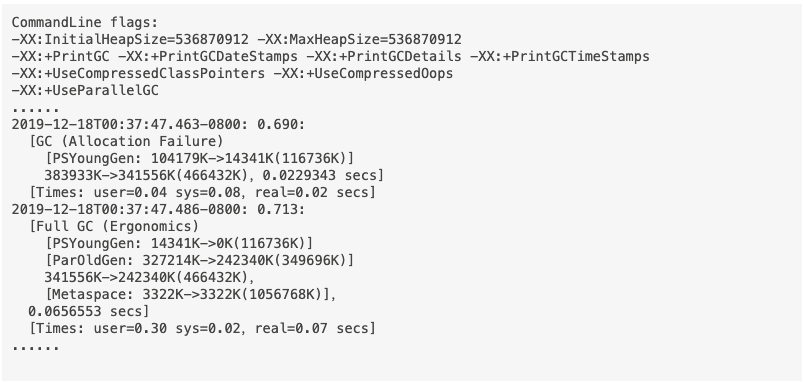 CommandLine flags:
-XX:InitialHeapSize=536870912 -XX:MaxHeapSize=536870912
-XX:+PrintGC -XX:+PrintGCDateStamps -XX:+PrintGCDetails -XX:+PrintGCTimeStamps
-XX:+UseCompressedClassPointers -XX:+UseCompressedOops
-XX:+UseParallelGC
......
2019-12-18T00:37:47.463-0800: 0.690:
  [GC (Allocation Failure)
    [PSYoungGen: 104179K->14341K(116736K)]
    383933K->341556K(466432K), 0.0229343 secs]
  [Times: user=0.04 sys=0.08, real=0.02 secs]
2019-12-18T00:37:47.486-0800: 0.713:
  [Full GC (Ergonomics)
    [PSYoungGen: 14341K->0K(116736K)]
    [ParOldGen: 327214K->242340K(349696K)]
    341556K->242340K(466432K),
    [Metaspace: 3322K->3322K(1056768K)],
  0.0656553 secs]
  [Times: user=0.30 sys=0.02, real=0.07 secs]
......